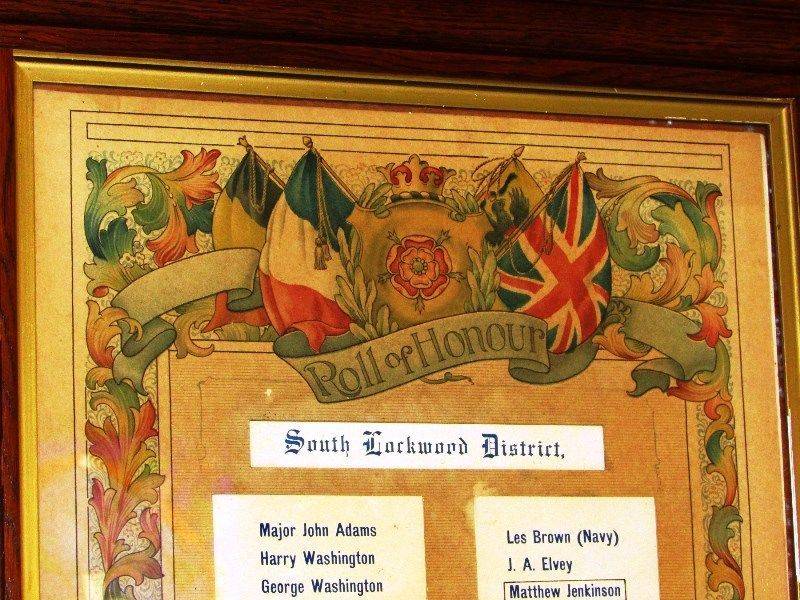 Roll of Honour
South Lockwood District,
Major John Adams
Harry Washington
George Washington
Les Brown (Navy)
J. A. Elvey
Matthew Jenkinson